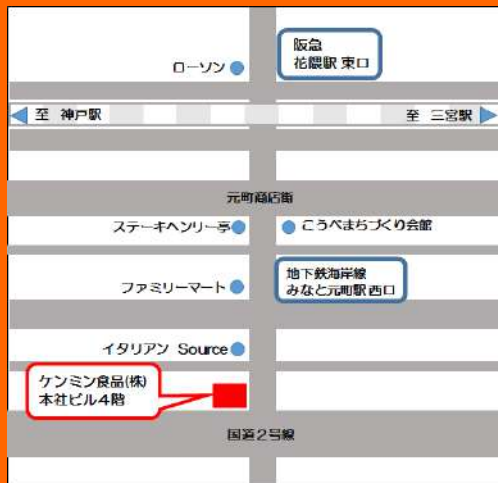 阪急
花隈駅 東口
ローソン
至 神戸駅
至 三宮駅
元町商店街
ステーキヘンリー亭
こうべまちづくり会館
地下鉄海岸線
みなと元町駅 西口
ファミリーマート
イタリアン Source
ケンミン食品(株)
本社ビル4階
国道2号線